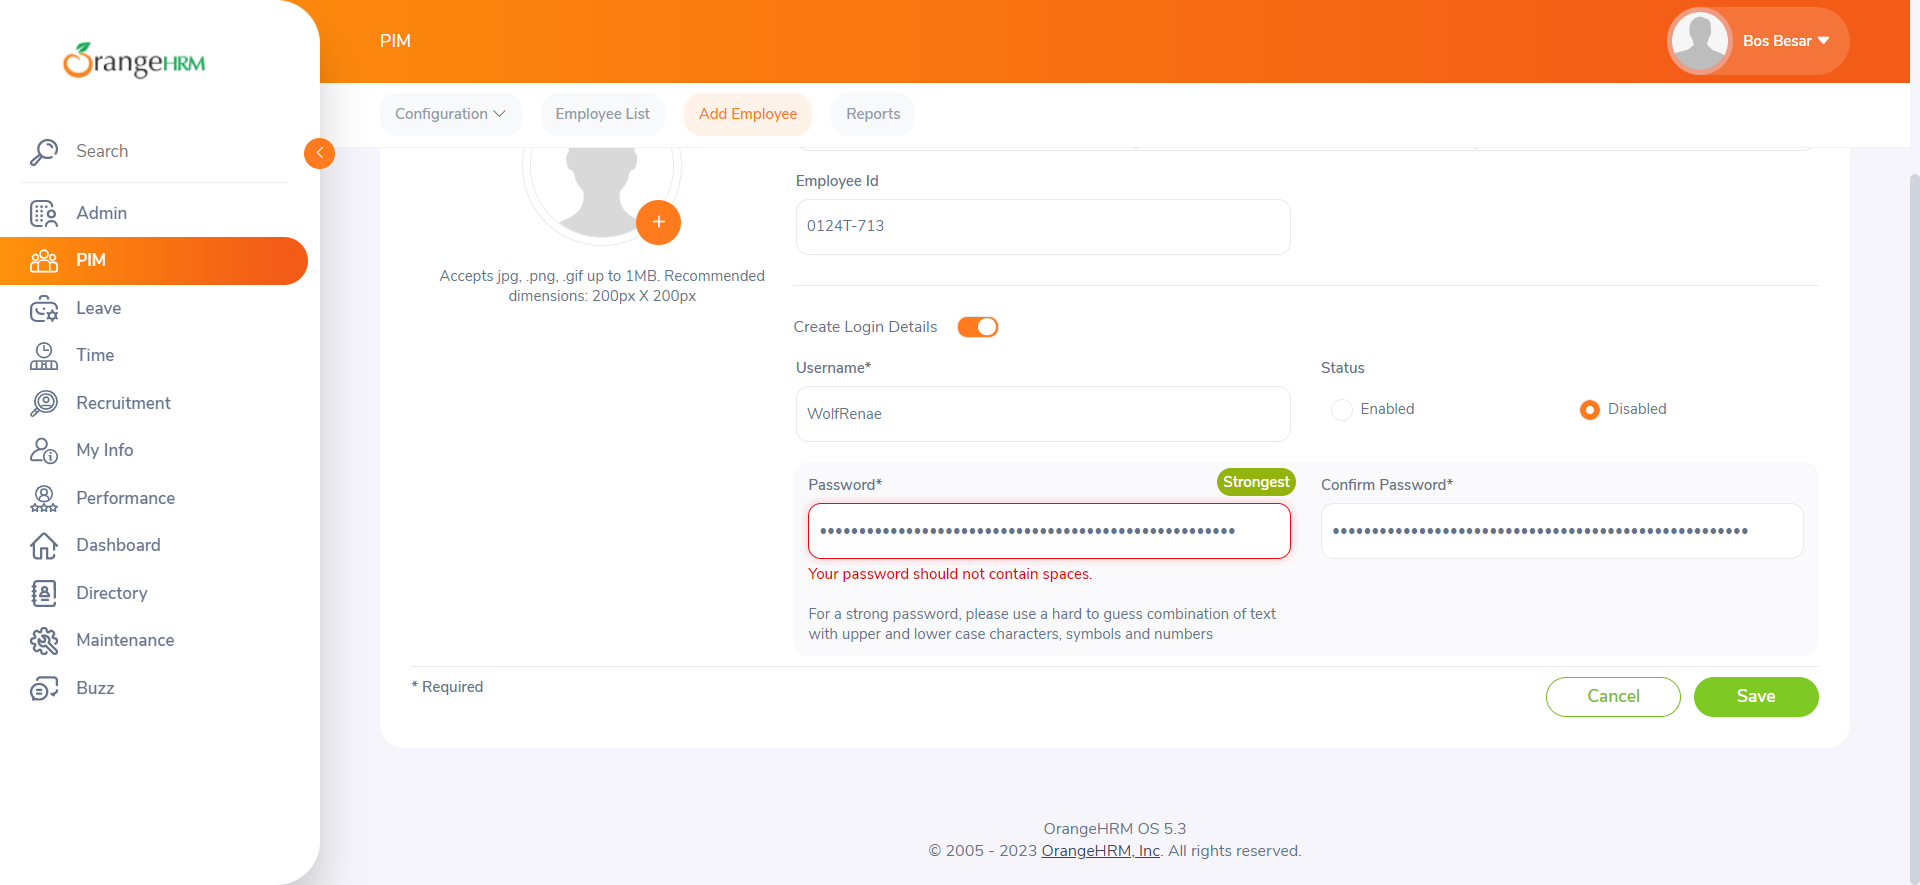 OrangeHRM
PIM
Bos Besar
Configuration
Employee List
Add Employee
Reports
Search
Admin
PIM
Leave
Time
Recruitment
My Info
Performance
Dashboard
Directory
Maintenance
Buzz
+
Accepts jpg, .png, .gif up to 1MB. Recommended
dimensions: 200px X 200px
Employee Id
0124T-713
Create Login Details
Username*
WolfRenae
Status
Enabled
Disabled
Password*
Strongest
Your password should not contain spaces.
For a strong password, please use a hard to guess combination of text
with upper and lower case characters, symbols and numbers
Confirm Password*
* Required
Cancel
Save
OrangeHRM OS 5.3
© 2005 - 2023 OrangeHRM, Inc. All rights reserved.